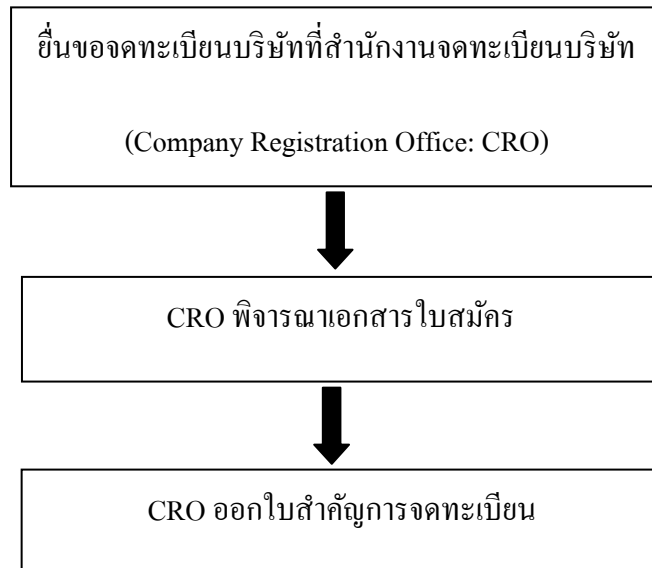 ยื่นขอจดทะเบียนบริษัทที่สำนักงานจดทะเบียนบริษัท
(Company Registration Office: CRO)
CRO พิจารณาเอกสารใบสมัคร
CRO ออกใบสำคัญการจดทะเบียน